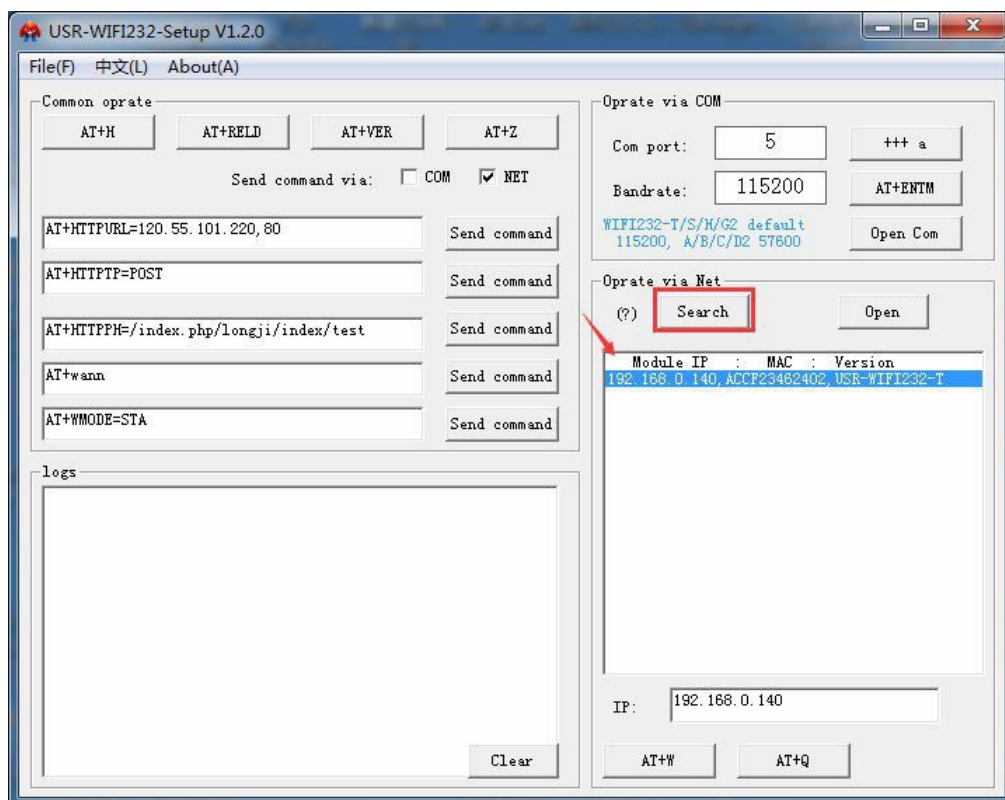 USR-WIFI232-Setup V1.2.0
File(F) 中文(L) About(A)
Common oprate
AT+H AT+RELD AT+VER AT+Z
Send command via: COM NET
AT+HTTPURL=120.55.101.220,80 Send command
AT+HTTPTP=POST Send command
AT+HTTPPH=/index.php/longji/index/test Send command
AT+wann Send command
AT+WMODE=STA Send command
logs
Clear
Oprate via COM
Com port: 5 +++ a
Bandrate: 115200 AT+ENTM
WIFI232-T/S/H/G2 default
115200, A/B/C/D2 57600
Open Com
Oprate via Net
(?) Search Open
Module IP : MAC : Version
192.168.0.140,ACCF23462402,USR-WIFI232-T
IP: 192.168.0.140
AT+W AT+Q